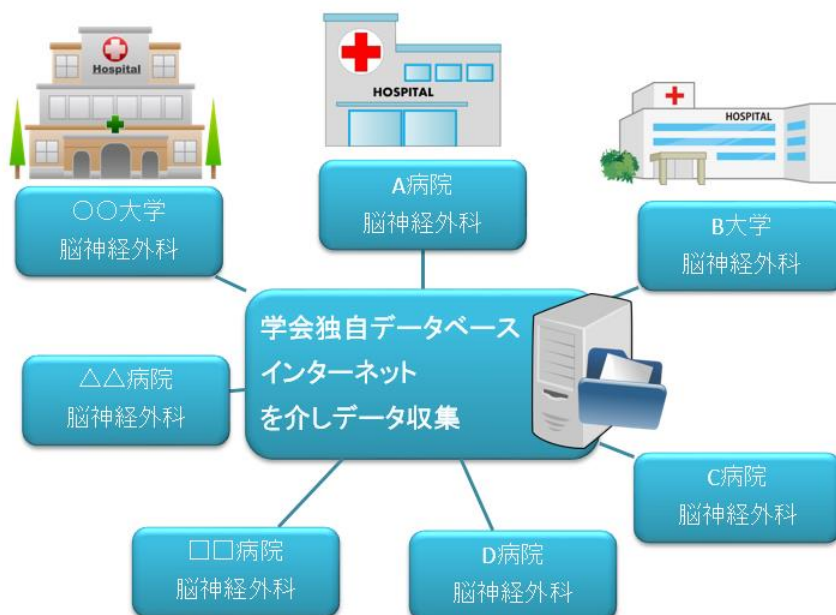 Hospital
HOSPITAL
HOSPITAL
A病院
脳神経外科
○○大学
脳神経外科
B大学
脳神経外科
学会独自データベース
インターネット
を介しデータ収集
△△病院
脳神経外科
C病院
脳神経外科
□□病院
脳神経外科
D病院
脳神経外科